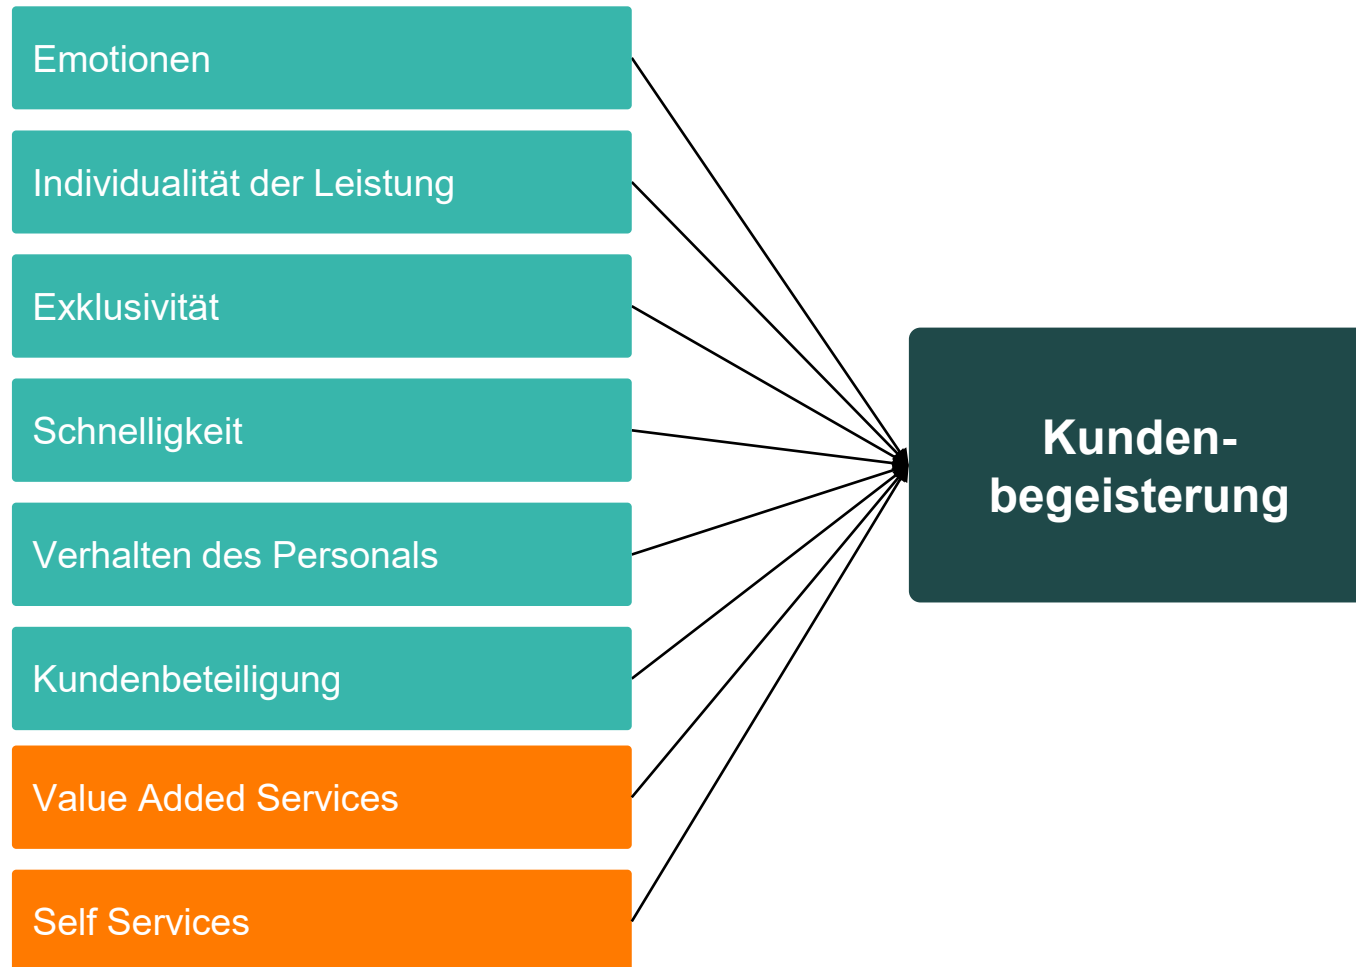 Emotionen
Individualität der Leistung
Exklusivität
Schnelligkeit
Verhalten des Personals
Kundenbeteiligung
Value Added Services
Self Services
Kunden-
begeisterung